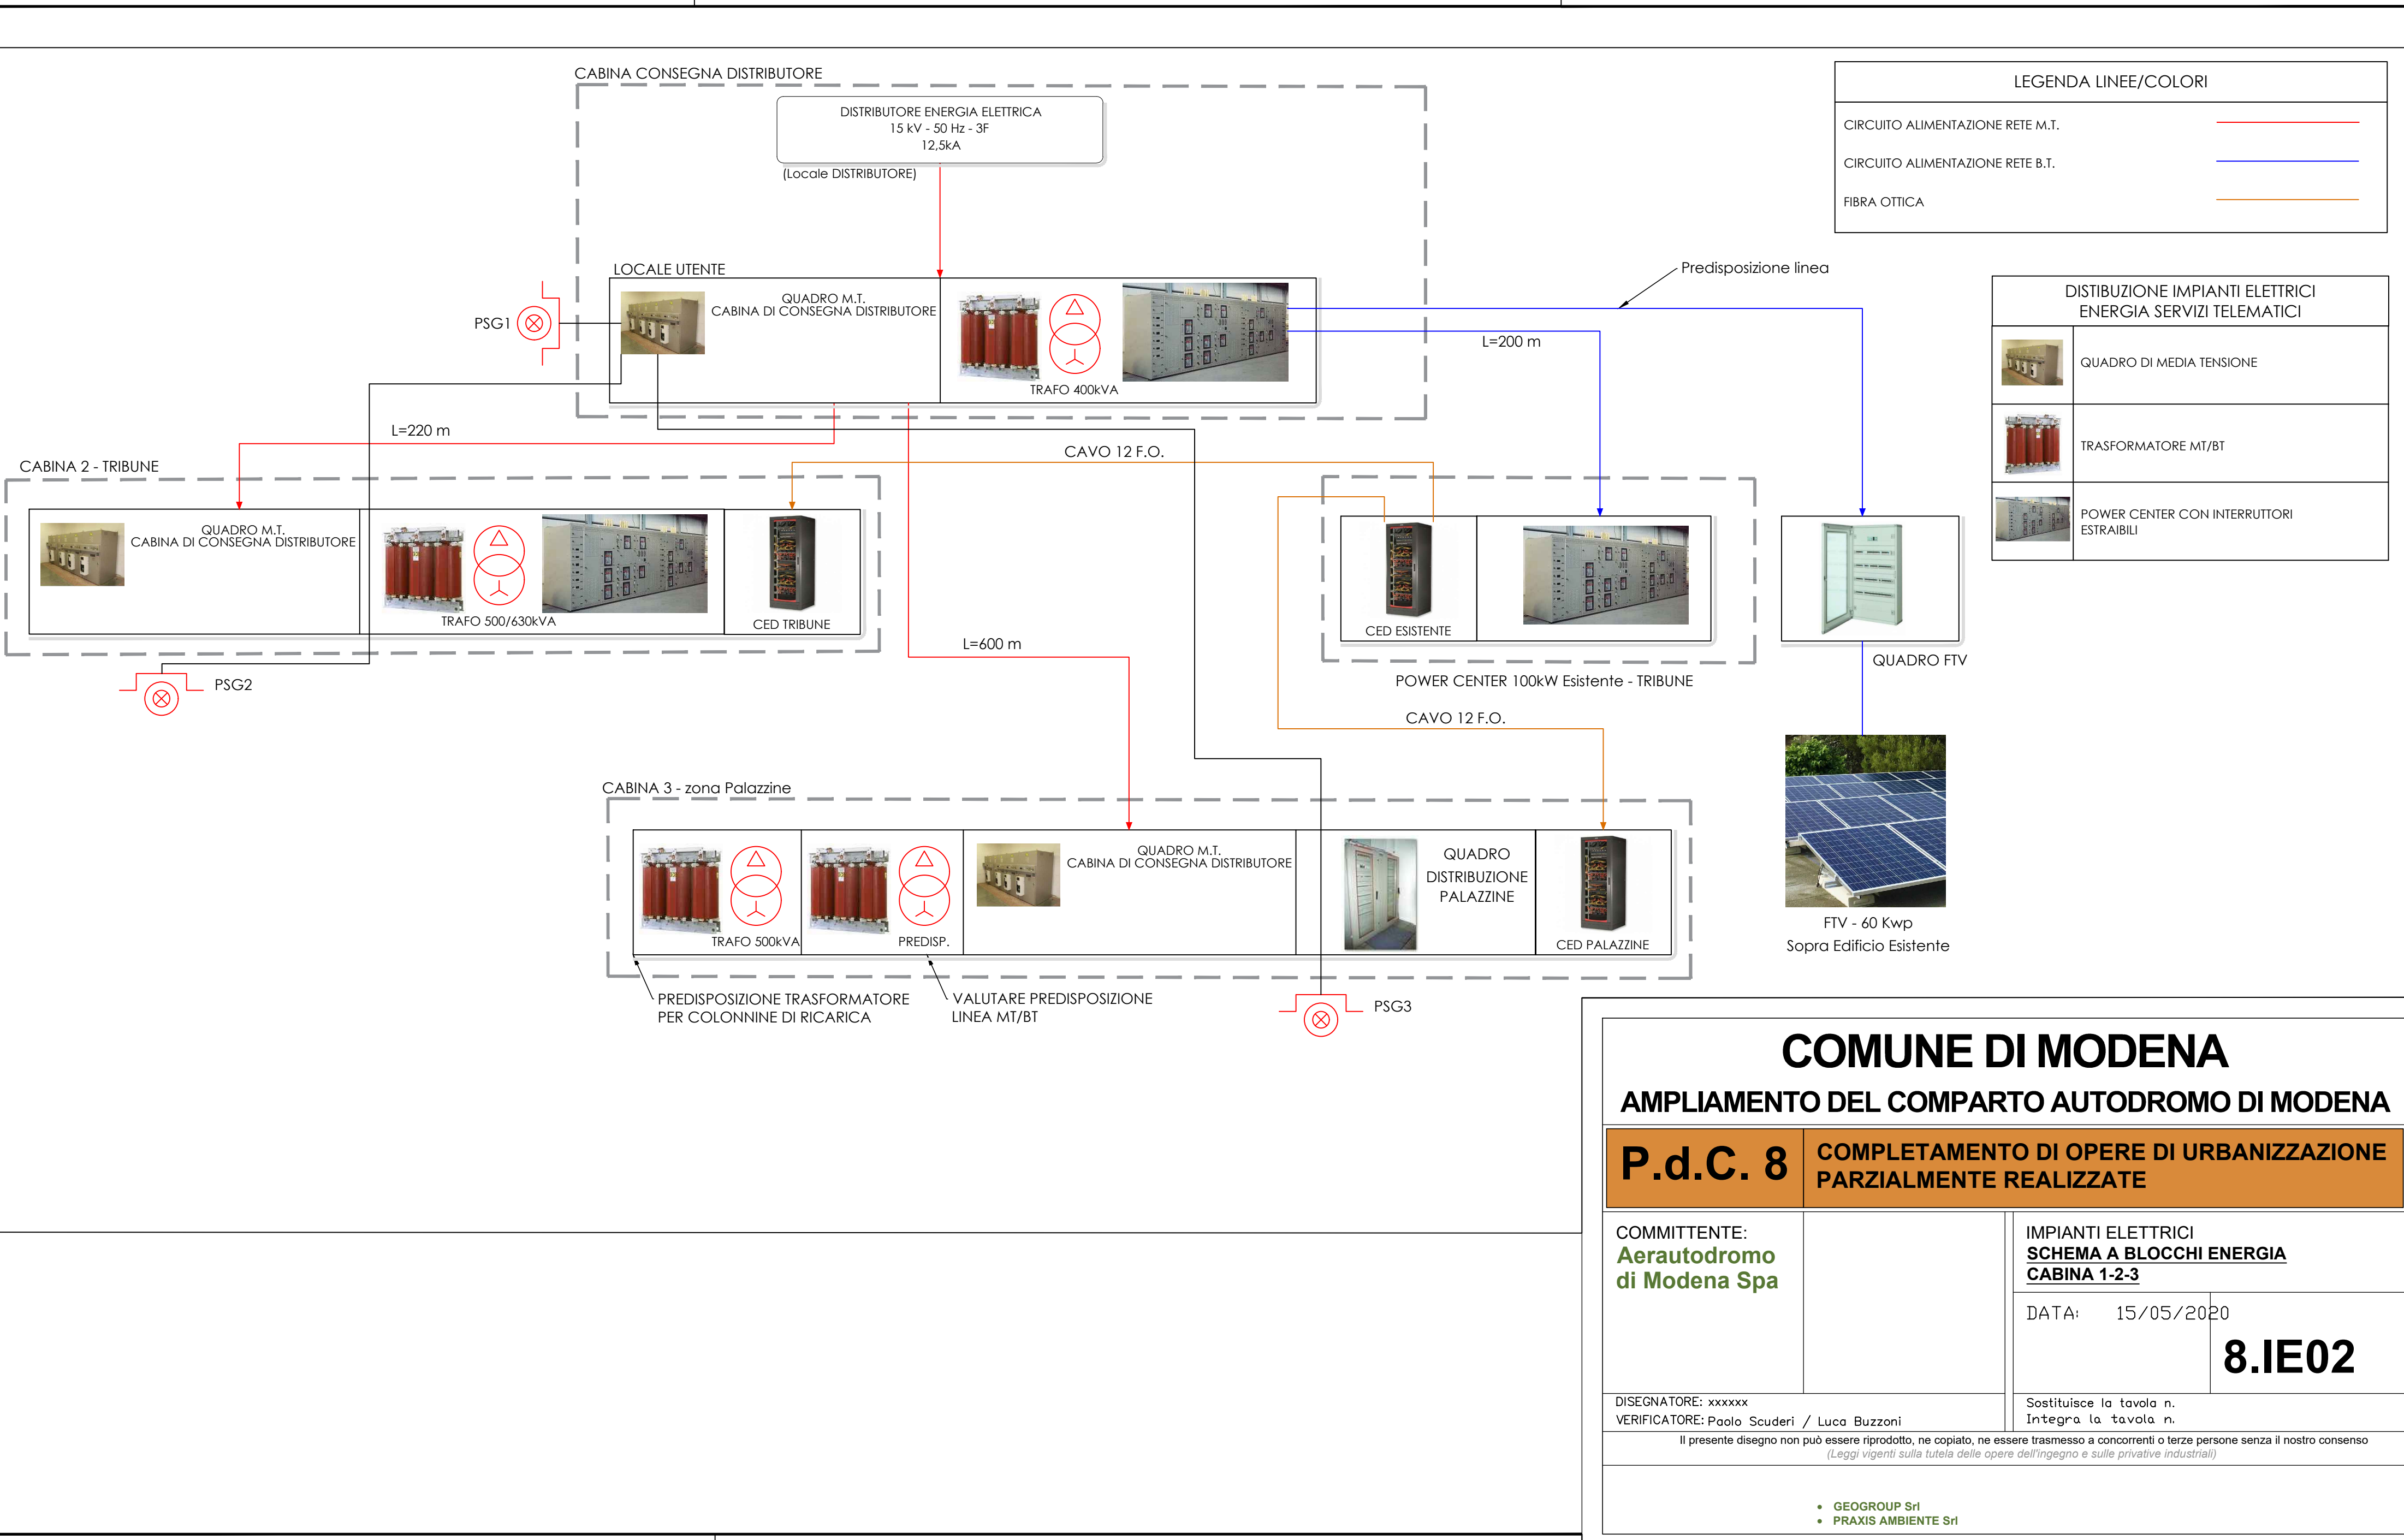 CABINA CONSEGNA DISTRIBUTORE
DISTRIBUTORE ENERGIA ELETTRICA
15 kV - 50 Hz - 3F
12,5kA
(Locale DISTRIBUTORE)
LOCALE UTENTE
QUADRO M.T.
CABINA DI CONSEGNA DISTRIBUTORE
TRAFO 400kVA
PSG1
Predisposizione linea
L=200 m
L=220 m
CAVO 12 F.O.
LEGENDA LINEE/COLORI
CIRCUITO ALIMENTAZIONE RETE M.T.
CIRCUITO ALIMENTAZIONE RETE B.T.
FIBRA OTTICA
DISTIBUZIONE IMPIANTI ELETTRICI
ENERGIA SERVIZI TELEMATICI
QUADRO DI MEDIA TENSIONE
TRASFORMATORE MT/BT
POWER CENTER CON INTERRUTTORI
ESTRAIBILI
CABINA 2 - TRIBUNE
QUADRO M.T.
CABINA DI CONSEGNA DISTRIBUTORE
TRAFO 500/630kVA
CED TRIBUNE
PSG2
L=600 m
CED ESISTENTE
POWER CENTER 100kW Esistente - TRIBUNE
QUADRO FTV
CAVO 12 F.O.
FTV - 60 Kwp
Sopra Edificio Esistente
CABINA 3 - zona Palazzine
TRAFO 500kVA
PREDISP.
QUADRO M.T.
CABINA DI CONSEGNA DISTRIBUTORE
QUADRO
DISTRIBUZIONE
PALAZZINE
CED PALAZZINE
PREDISPOSIZIONE TRASFORMATORE
PER COLONNINE DI RICARICA
VALUTARE PREDISPOSIZIONE
LINEA MT/BT
PSG3
COMUNE DI MODENA
AMPLIAMENTO DEL COMPARTO AUTODROMO DI MODENA
P.d.C. 8
COMPLETAMENTO DI OPERE DI URBANIZZAZIONE
PARZIALMENTE REALIZZATE
COMMITTENTE:
Aerautodromo
di Modena Spa
IMPIANTI ELETTRICI
SCHEMA A BLOCCHI ENERGIA
CABINA 1-2-3
DATA: 15/05/2020
8.IE02
DISEGNATORE: xxxxxx
VERIFICATORE: Paolo Scuderi / Luca Buzzoni
Sostituisce la tavola n.
Integra la tavola n.
Il presente disegno non può essere riprodotto, ne copiato, ne essere trasmesso a concorrenti o terze persone senza il nostro consenso
(Leggi vigenti sulla tutela delle opere dell'ingegno e sulle privative industriali)
• GEOGROUP Srl
• PRAXIS AMBIENTE Srl